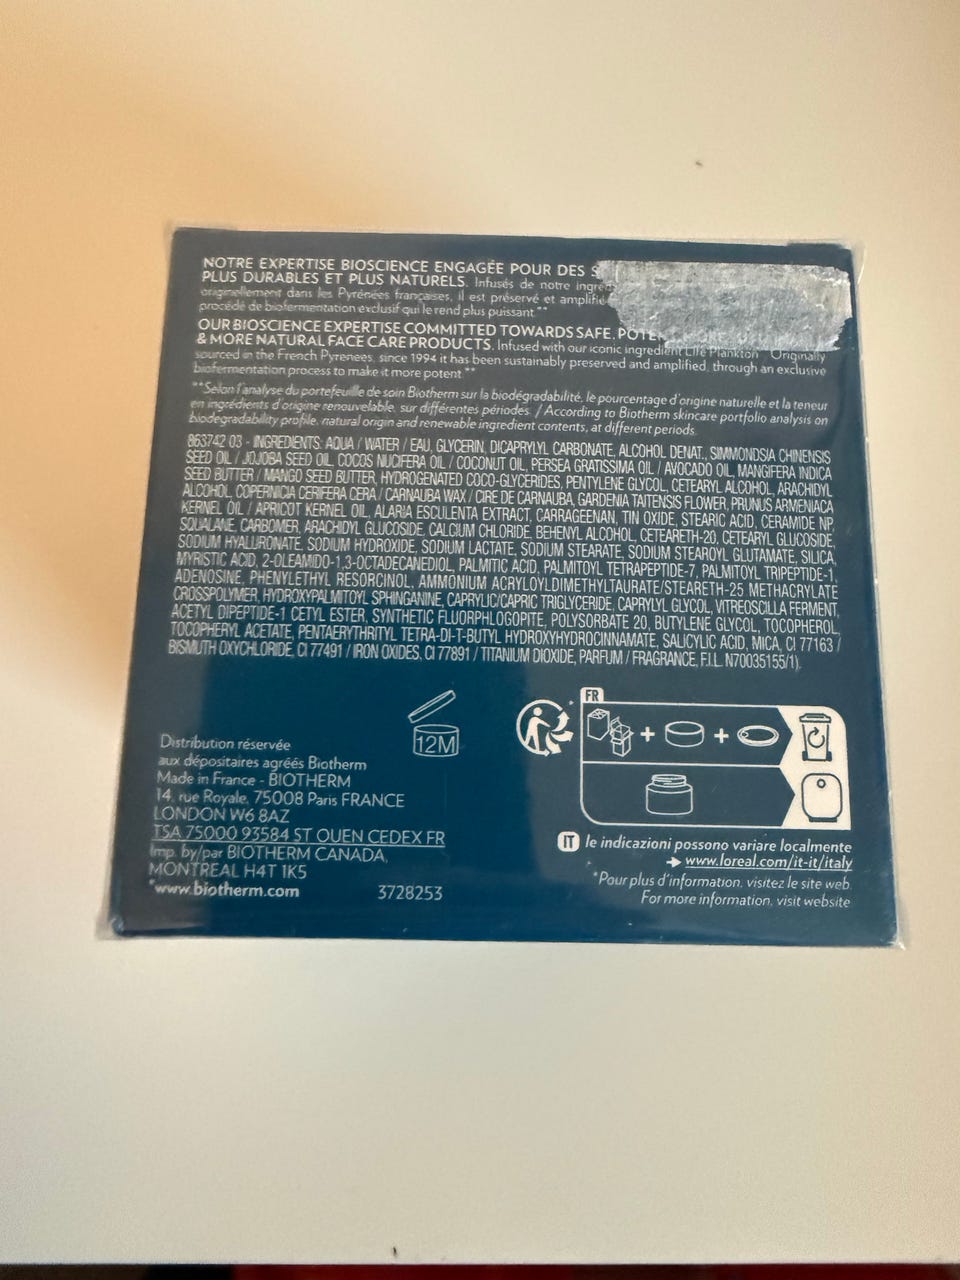 NOTRE EXPERTISE BIOSCIENCE ENGAGÉE POUR DES
PLUS DURABLES ET PLUS NATURELS. Infusés de notre
originellement dans les Pyrénées françaises, il est préservé et amplifié
procédé de biofermentation exclusif qui le rend plus puissant.**
OUR BIOSCIENCE EXPERTISE COMMITTED TOWARDS SAFE,
& MORE NATURAL FACE CARE PRODUCTS. Infused with our iconic ingredient Life Plankton Originally
sourced in the French Pyrenees, since 1994 it has been sustainably preserved and amplified, through an exclusive
biofermentation process to make it more potent.**
**Selon l'analyse du portefeuille de soin Biotherm sur la biodégradabilité, le pourcentage d'origine naturelle et la teneur
en ingrédients d'origine renouvelable, sur différentes périodes. / According to Biotherm skincare portfolio analysis on
biodegradability profile, natural origin and renewable ingredient contents, at different periods.
863742 03 - INGREDIENTS: AQUA / WATER / EAU, GLYCERIN, DICAPRYLYL CARBONATE, ALCOHOL DENAT., SIMMONDSIA CHINENSIS
SEED OIL / JOJOBA SEED OIL, COCOS NUCIFERA OIL / COCONUT OIL, PERSEA GRATISSIMA OIL / AVOCADO OIL, MANGIFERA INDICA
SEED BUTTER / MANGO SEED BUTTER, HYDROGENATED COCO-GLYCERIDES, PENTYLENE GLYCOL, CETEARYL ALCOHOL, ARACHIDYL
ALCOHOL, COPERNICIA CERIFERA CERA / CARNAUBA WAX / CIRE DE CARNAUBA, GARDENIA TAITENSIS FLOWER, PRUNUS ARMENIACA
KERNEL OIL / APRICOT KERNEL OIL, ALARIA ESCULENTA EXTRACT, CARRAGEENAN, TIN OXIDE, STEARIC ACID, CERAMIDE NP,
SQUALANE, CARBOMER, ARACHIDYL GLUCOSIDE, CALCIUM CHLORIDE, BEHENYL ALCOHOL, CETEARETH-20, CETEARYL GLUCOSIDE,
SODIUM HYALURONATE, SODIUM HYDROXIDE, SODIUM LACTATE, SODIUM STEARATE, SODIUM STEAROYL GLUTAMATE, SILICA,
MYRISTIC ACID, 2-OLEAMIDO-1,3-OCTADECANEDIOL, PALMITIC ACID, PALMITOYL TETRAPEPTIDE-7, PALMITOYL TRIPEPTIDE-1,
ADENOSINE, PHENYLETHYL RESORCINOL, AMMONIUM ACRYLOYLDIMETHYLTAURATE/STEARETH-25 METHACRYLATE
CROSSPOLYMER, HYDROXYPALMITOYL SPHINGANINE, CAPRYLIC/CAPRIC TRIGLYCERIDE, CAPRYLYL GLYCOL, VITREOSCILLA FERMENT,
ACETYL DIPEPTIDE-1 CETYL ESTER, SYNTHETIC FLUORPHLOGOPITE, POLYSORBATE 20, BUTYLENE GLYCOL, TOCOPHEROL,
TOCOPHERYL ACETATE, PENTAERYTHRITYL TETRA-DI-T-BUTYL HYDROXYHYDROCINNAMATE, SALICYLIC ACID, MICA, CI 77163 /
BISMUTH OXYCHLORIDE, CI 77491 / IRON OXIDES, CI 77891 / TITANIUM DIOXIDE, PARFUM / FRAGRANCE, F.I.L. N70035155/1).
12M
FR
Distribution réservée
aux dépositaires agréés Biotherm
Made in France - BIOTHERM
14, rue Royale, 75008 Paris FRANCE
LONDON W6 8AZ
TSA 75000 93584 ST OUEN CEDEX FR
Imp. by/par BIOTHERM CANADA,
MONTREAL H4T 1K5
*www.biotherm.com
3728253
IT le indicazioni possono variare localmente
→ www.loreal.com/it-it/italy
*Pour plus d'information, visitez le site web.
For more information, visit website